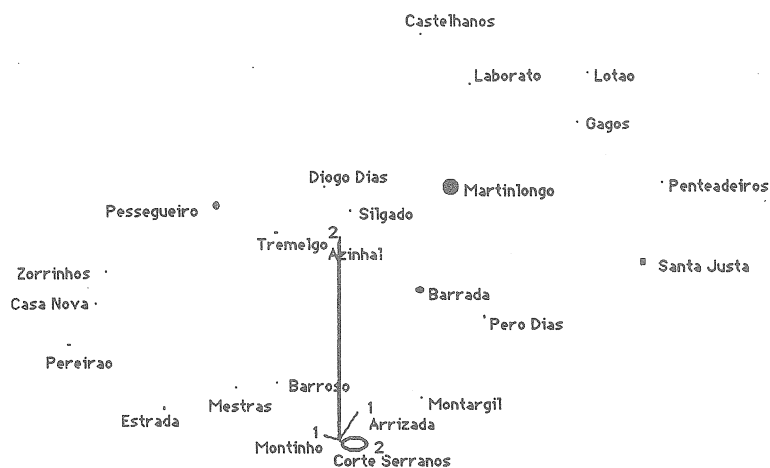 Castelhanos
Laborato
Lotao
Gagos
Diogo Dias
Martinlongo
Penteadeiros
Pessegueiro
Silgado
2
Tremelgo
Azinhal
Zorrinhos
Santa Justa
Casa Nova
Barrada
Pero Dias
Pereirao
Barroso
Mestras
1
Montargil
Estrada
Arrizada
1
Montinho
2
Corte Serranos